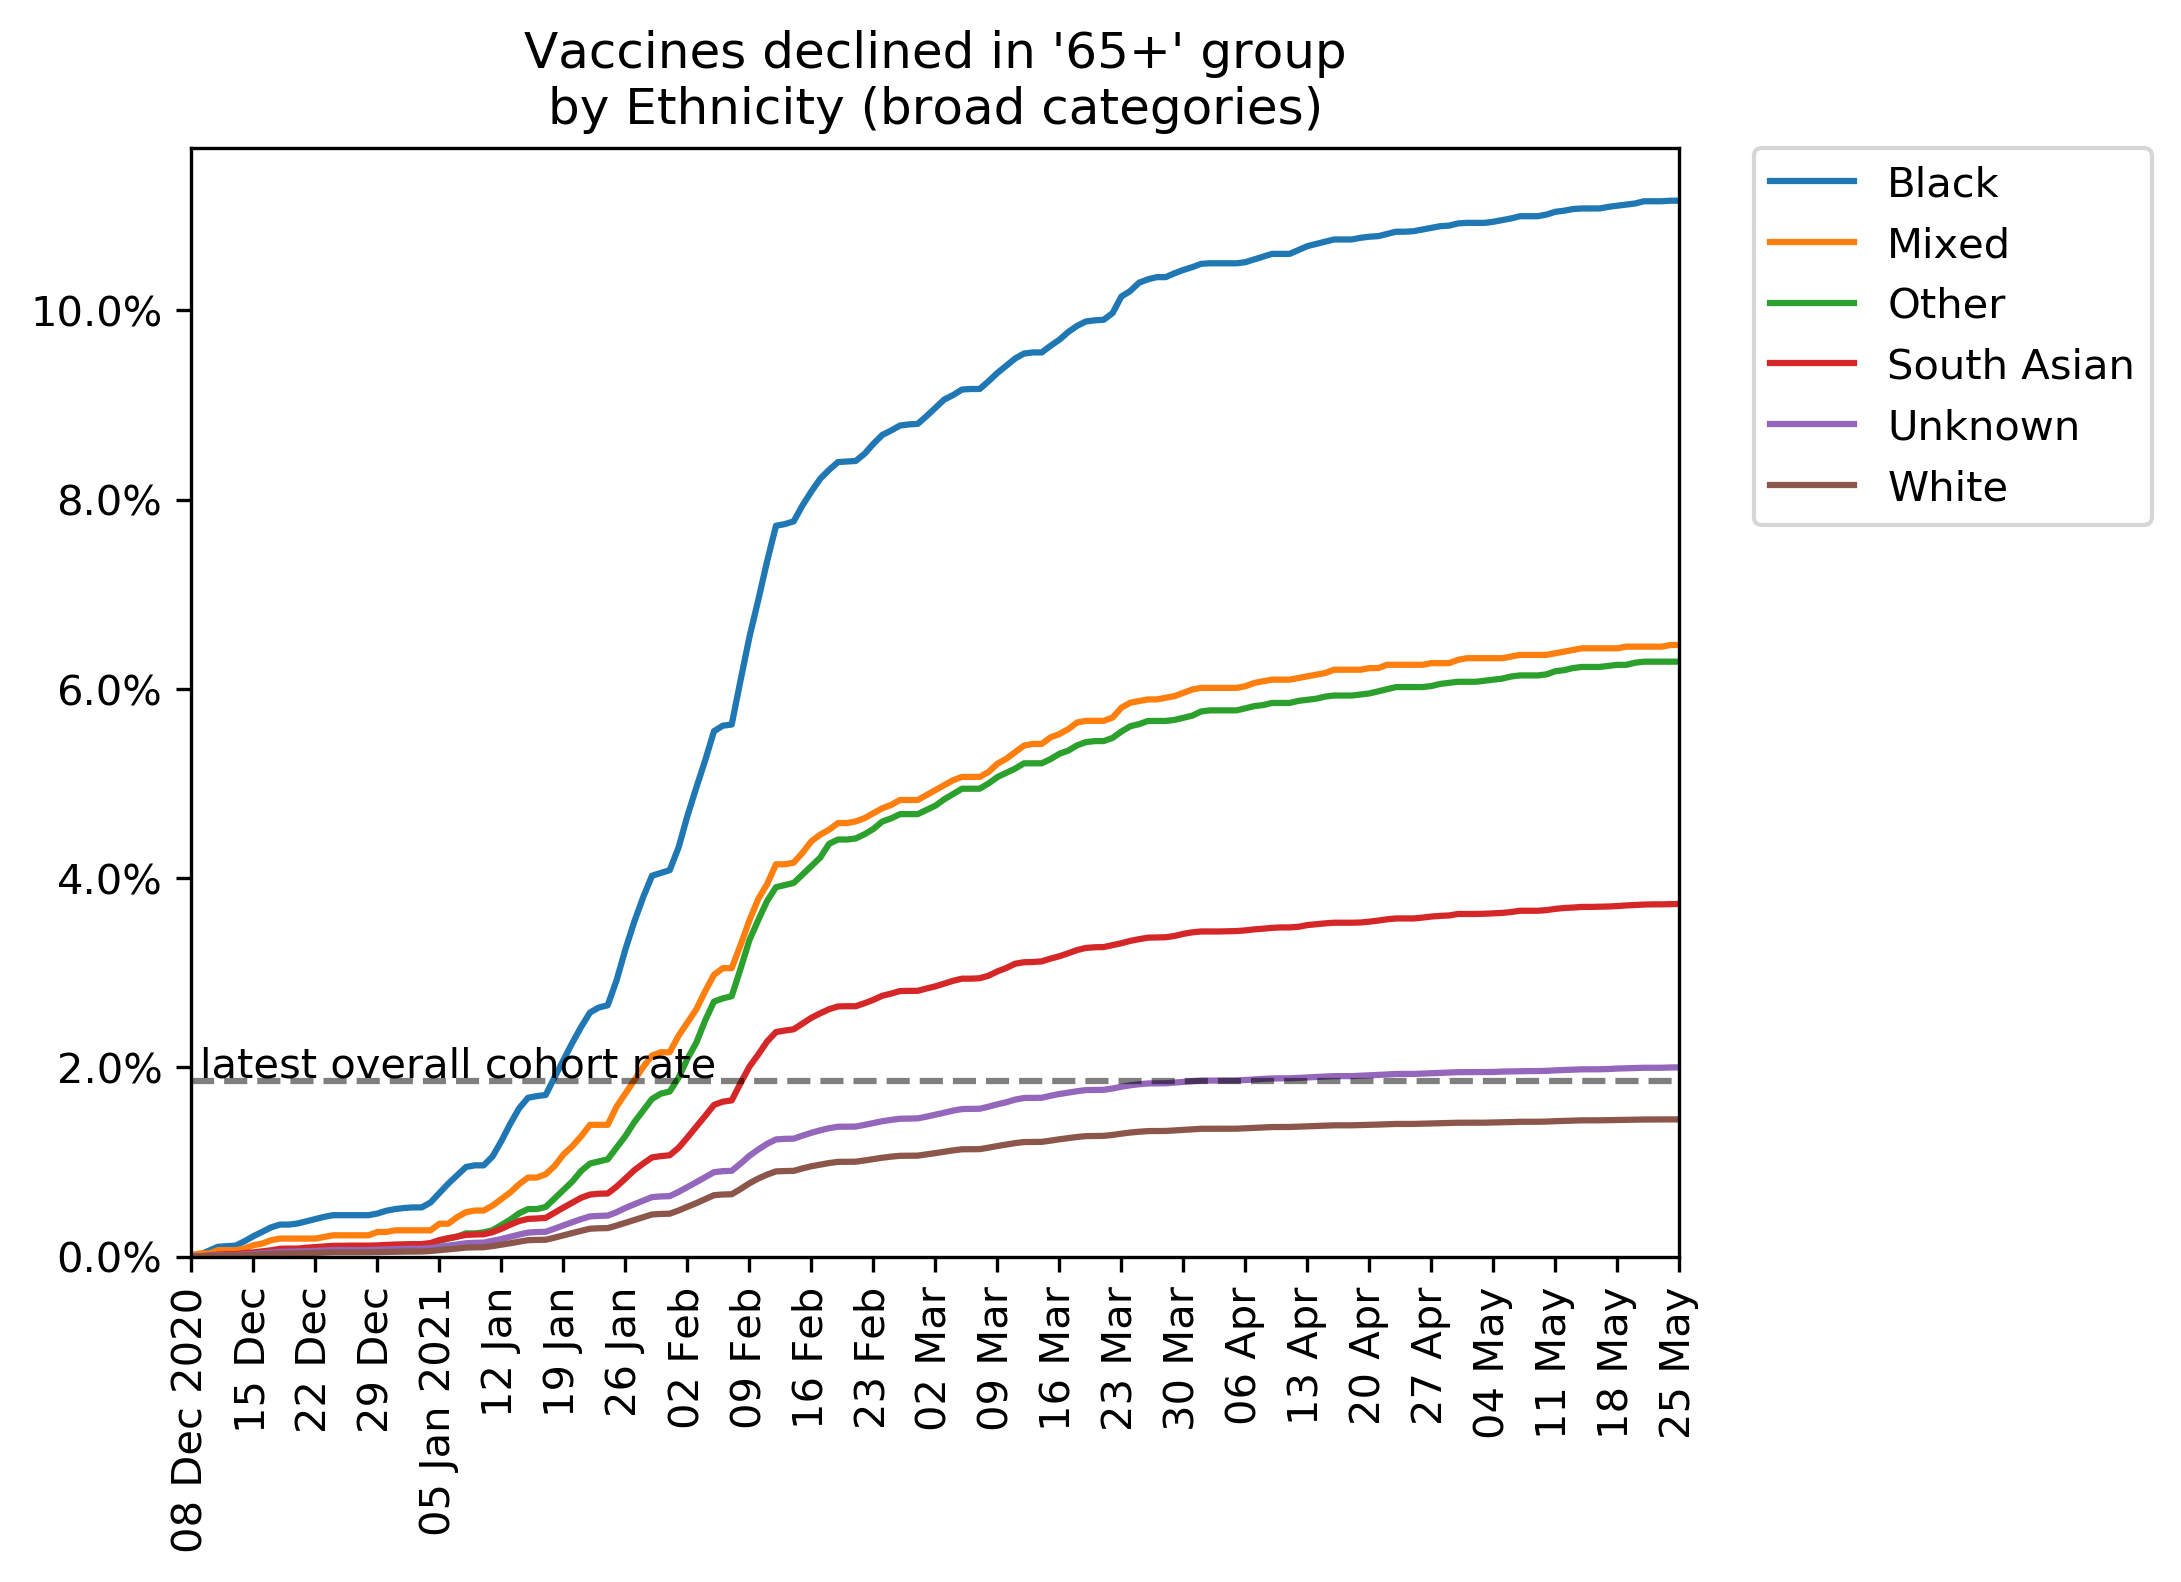 Vaccines declined in '65+' group
by Ethnicity (broad categories)
Black
Mixed
Other
South Asian
Unknown
White
10.0%
8.0%
6.0%
4.0%
2.0%
0.0%
latest overall cohort rate
08 Dec 2020
15 Dec
22 Dec
29 Dec
05 Jan 2021
12 Jan
19 Jan
26 Jan
02 Feb
09 Feb
16 Feb
23 Feb
02 Mar
09 Mar
16 Mar
23 Mar
30 Mar
06 Apr
13 Apr
20 Apr
27 Apr
04 May
11 May
18 May
25 May